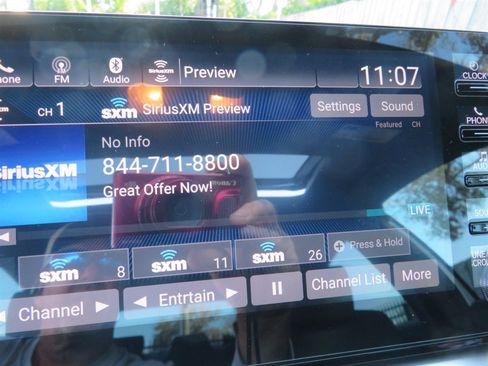 Phone FM Audio SiriusXM Preview 11:07
CH 1 sxm SiriusXM Preview Settings Sound
Featured CH
No Info
844-711-8800
Great Offer Now!
SiriusXM
LIVE
sxm 8 sxm 11 sxm 26 Press & Hold
Channel Entrtain Channel List More
CLOCK
PHONE